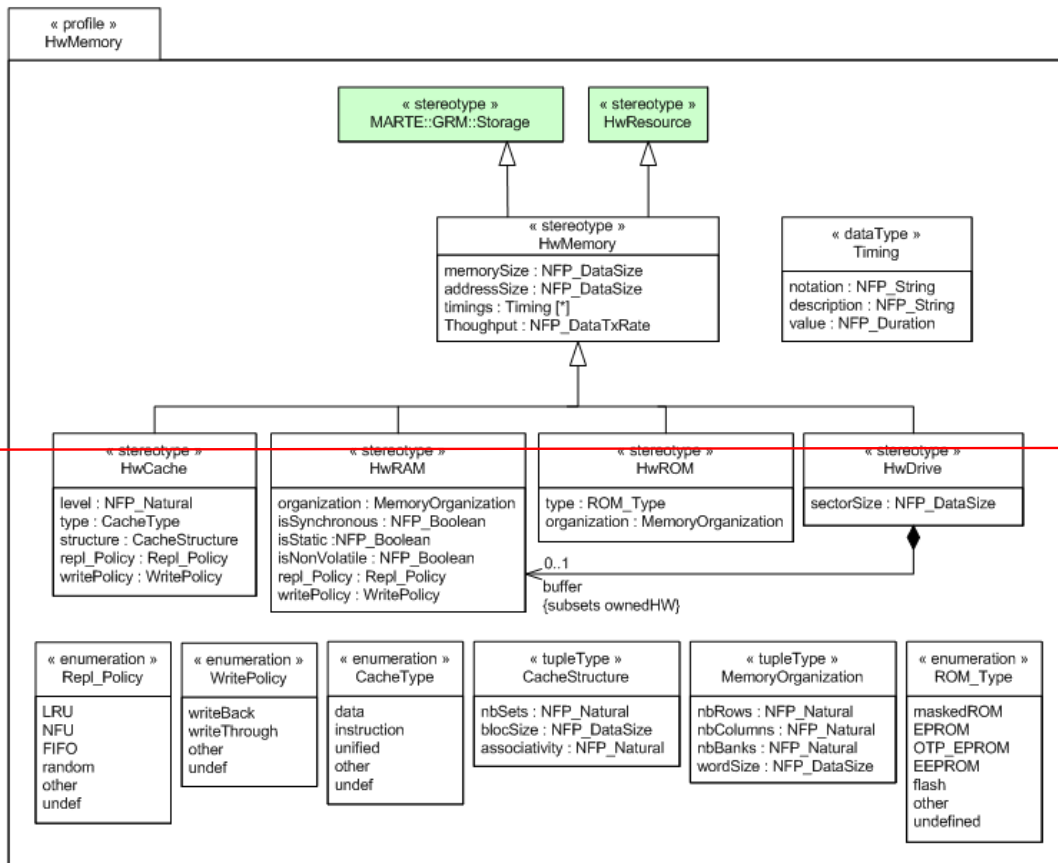 « profile »
HwMemory
« stereotype »
MARTE::GRM::Storage
« stereotype »
HwResource
« stereotype »
HwMemory
memorySize : NFP_DataSize
addressSize : NFP_DataSize
timings : Timing [*]
Thoughput : NFP_DataTxRate
« dataType »
Timing
notation : NFP_String
description : NFP_String
value : NFP_Duration
« stereotype »
HwCache
level : NFP_Natural
type : CacheType
structure : CacheStructure
repl_Policy : Repl_Policy
writePolicy : WritePolicy
« stereotype »
HwRAM
organization : MemoryOrganization
isSynchronous : NFP_Boolean
isStatic :NFP_Boolean
isNonVolatile : NFP_Boolean
repl_Policy : Repl_Policy
writePolicy : WritePolicy
« stereotype »
HwROM
type : ROM_Type
organization : MemoryOrganization
« stereotype »
HwDrive
sectorSize : NFP_DataSize
0..1
buffer
{subsets ownedHW}
« enumeration »
Repl_Policy
LRU
NFU
FIFO
random
other
undef
« enumeration »
WritePolicy
writeBack
writeThrough
other
undef
« enumeration »
CacheType
data
instruction
unified
other
undef
« tupleType »
CacheStructure
nbSets : NFP_Natural
blocSize : NFP_DataSize
associativity : NFP_Natural
« tupleType »
MemoryOrganization
nbRows : NFP_Natural
nbColumns : NFP_Natural
nbBanks : NFP_Natural
wordSize : NFP_DataSize
« enumeration »
ROM_Type
maskedROM
EPROM
OTP_EPROM
EEPROM
flash
other
undefined